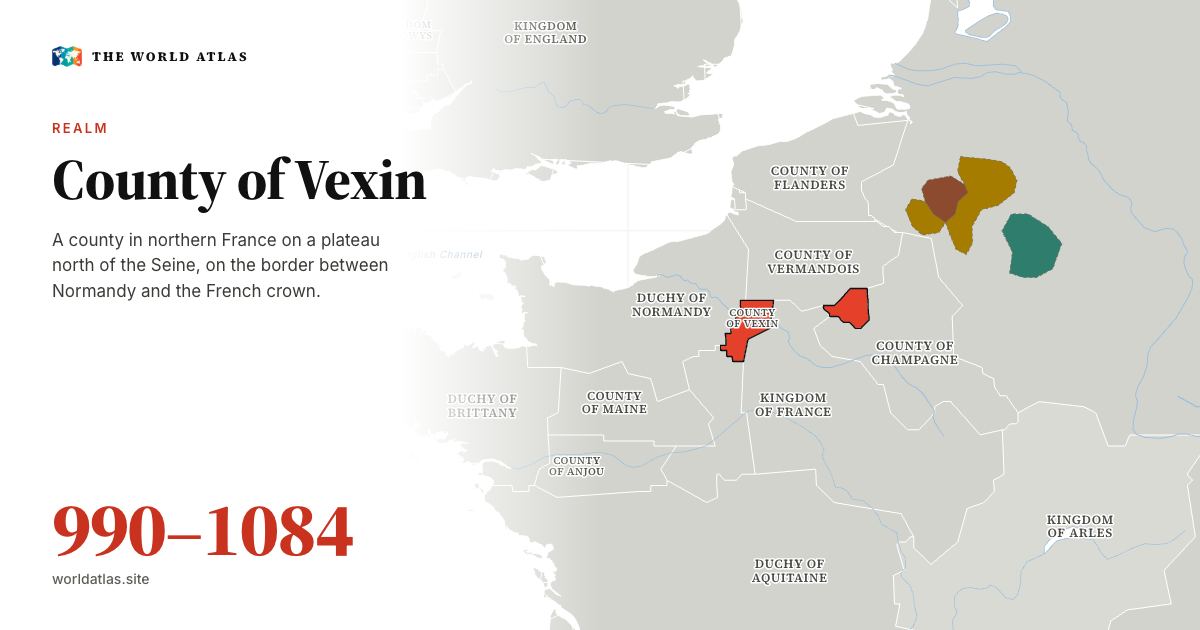 THE WORLD ATLAS
REALM
County of Vexin
A county in northern France on a plateau
north of the Seine, on the border between
Normandy and the French crown.
990–1084
worldatlas.site
KINGDOM
OF ENGLAND
COUNTY OF
FLANDERS
COUNTY OF
VERMANDOIS
DUCHY OF
NORMANDY
COUNTY
OF VEXIN
COUNTY OF
CHAMPAGNE
DUCHY OF
BRITTANY
COUNTY
OF MAINE
KINGDOM
OF FRANCE
COUNTY
OF ANJOU
KINGDOM
OF ARLES
DUCHY OF
AQUITAINE
Channel